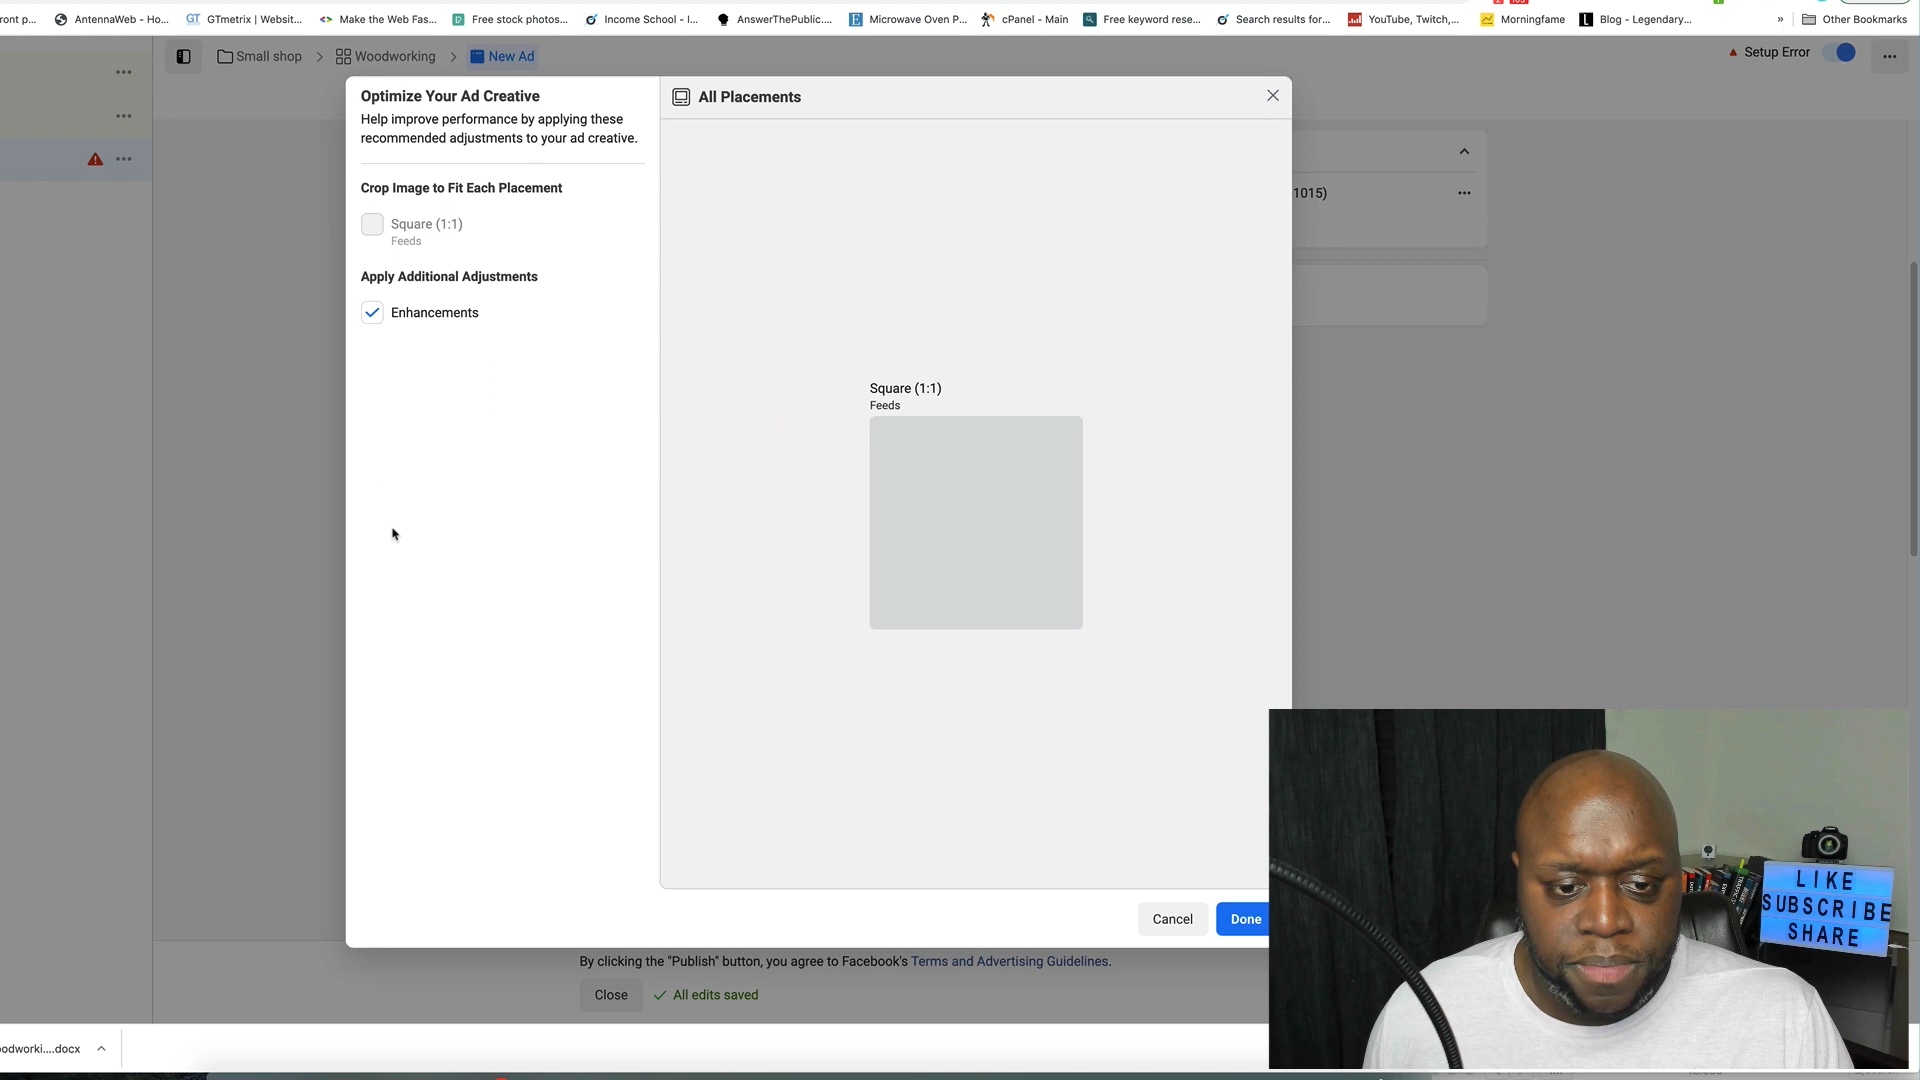 ront p...
AntennaWeb - Ho...
GT GTmetrix | Websit...
Make the Web Fas...
Free stock photos...
Income School - I...
AnswerThePublic....
Microwave Oven P...
cPanel - Main
Free keyword rese...
Search results for...
YouTube, Twitch,...
Morningfame
L Blog - Legendary...
» Other Bookmarks
Small shop > Woodworking > New Ad
Setup Error
Optimize Your Ad Creative
Help improve performance by applying these
recommended adjustments to your ad creative.
Crop Image to Fit Each Placement
Square (1:1)
Feeds
Apply Additional Adjustments
Enhancements
All Placements
1015)
Square (1:1)
Feeds
Cancel
Done
By clicking the "Publish" button, you agree to Facebook's Terms and Advertising Guidelines.
Close
All edits saved
oodworki....docx
LIKE
SUBSCRIBE
SHARE